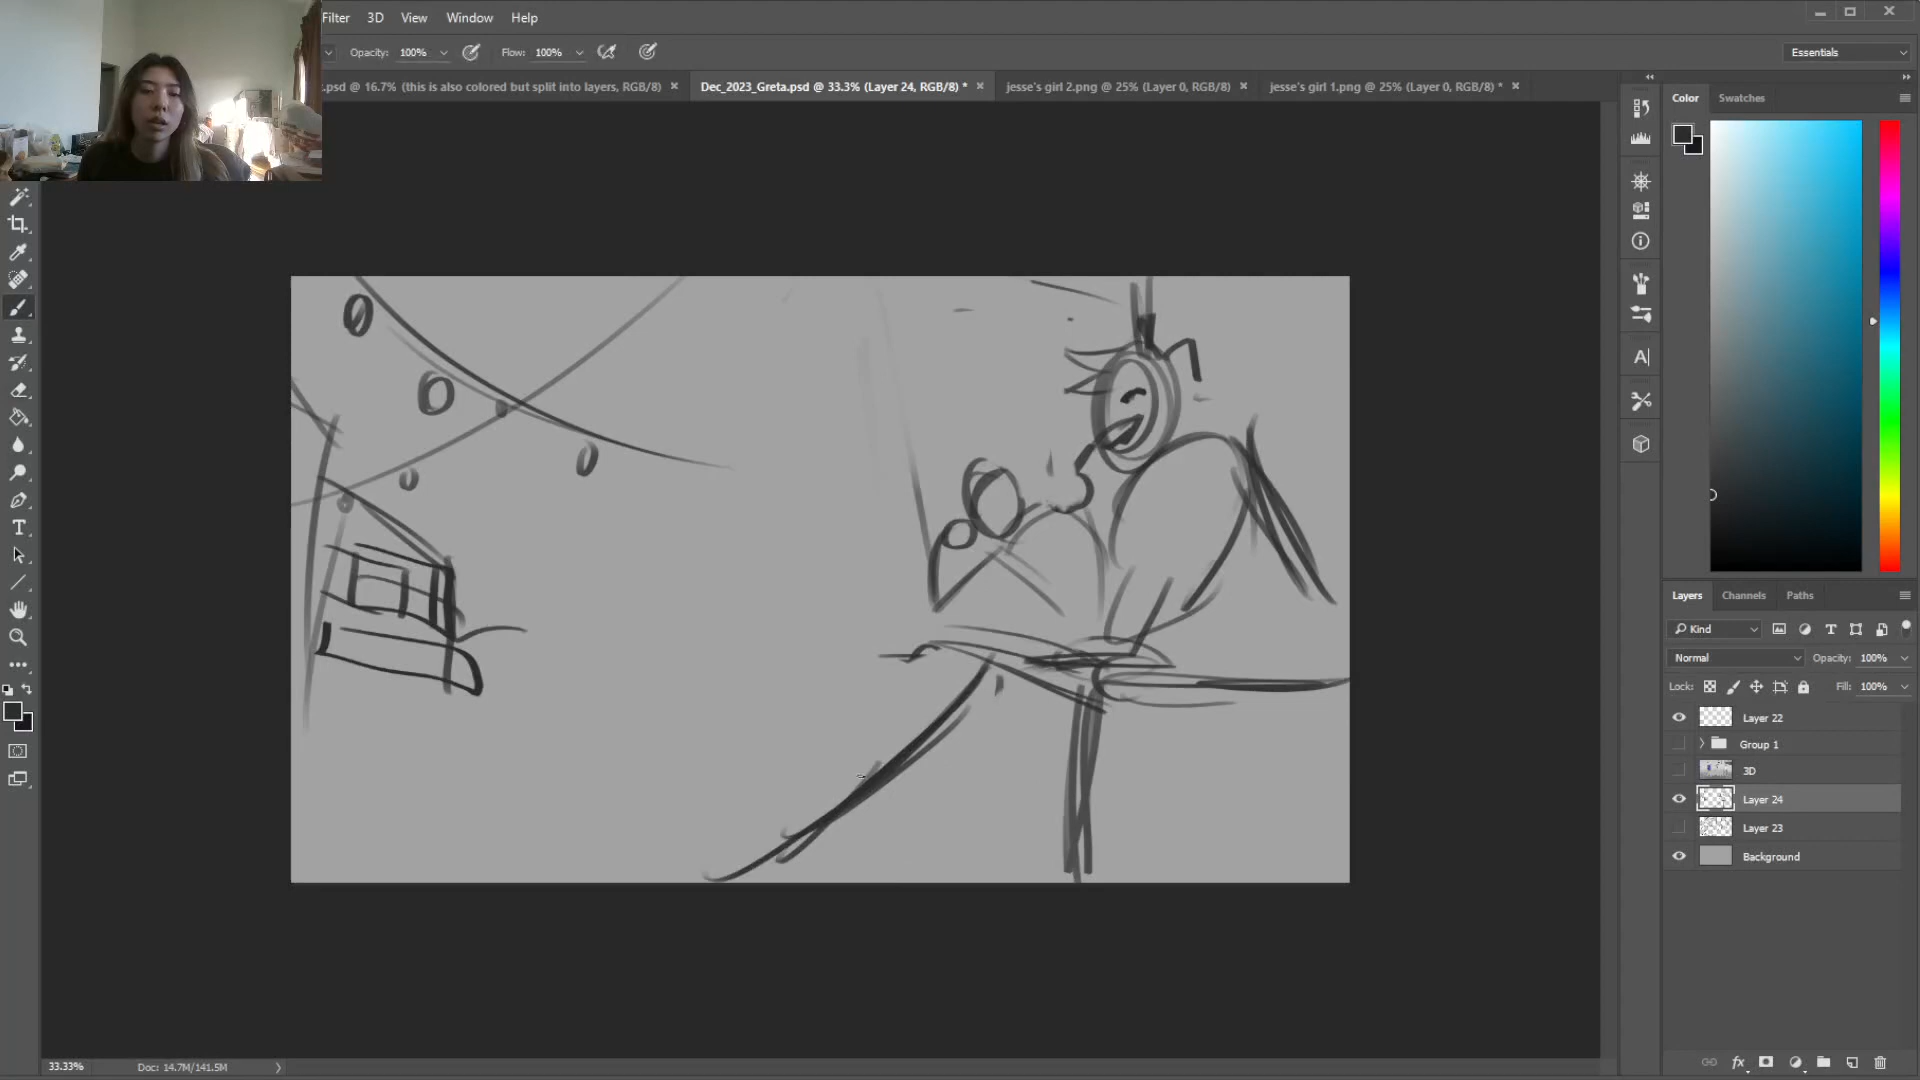 Filter 3D View Window Help
Opacity: 100% Flow: 100% Essentials
.psd @ 16.7% (this is also colored but split into layers, RGB/8) Dec_2023_Greta.psd @ 33.3% (Layer 24, RGB/8) * jesse's girl 2.png @ 25% (Layer 0, RGB/8) jesse's girl 1.png @ 25% (Layer 0, RGB/8) *
Color Swatches
Layers Channels Paths
Kind
Normal Opacity: 100%
Lock: Fill: 100%
Layer 22
Group 1
3D
Layer 24
Layer 23
Background
33.33% Doc: 14.7M/141.5M